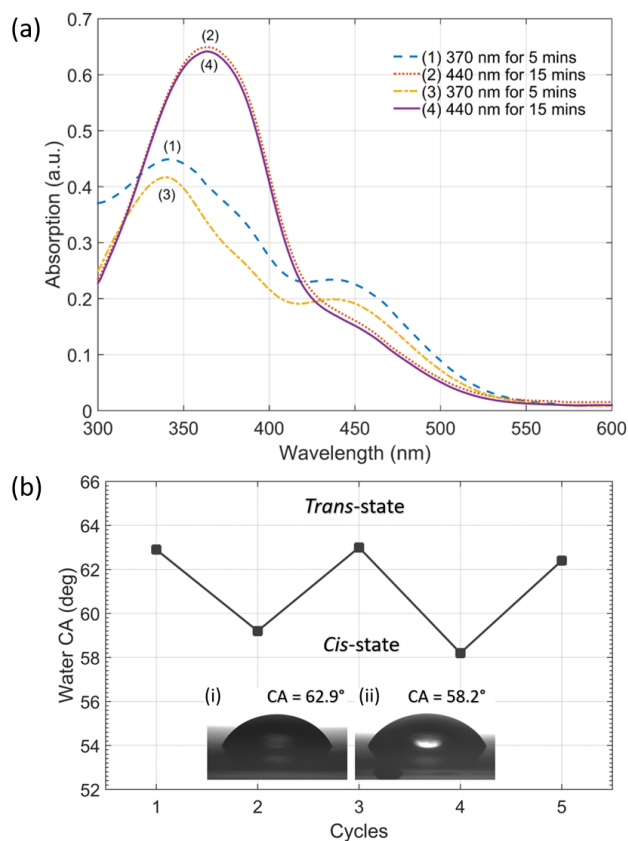 (a)
0.7
0.6
0.5
0.4
0.3
0.2
0.1
0
Absorption (a.u.)
(2)
(4)
(1)
(3)
(1) 370 nm for 5 mins
(2) 440 nm for 15 mins
(3) 370 nm for 5 mins
(4) 440 nm for 15 mins
300 350 400 450 500 550 600
Wavelength (nm)
(b)
66
64
62
60
58
56
54
52
Water CA (deg)
Trans-state
Cis-state
(i) CA = 62.9° (ii) CA = 58.2°
1 2 3 4 5
Cycles